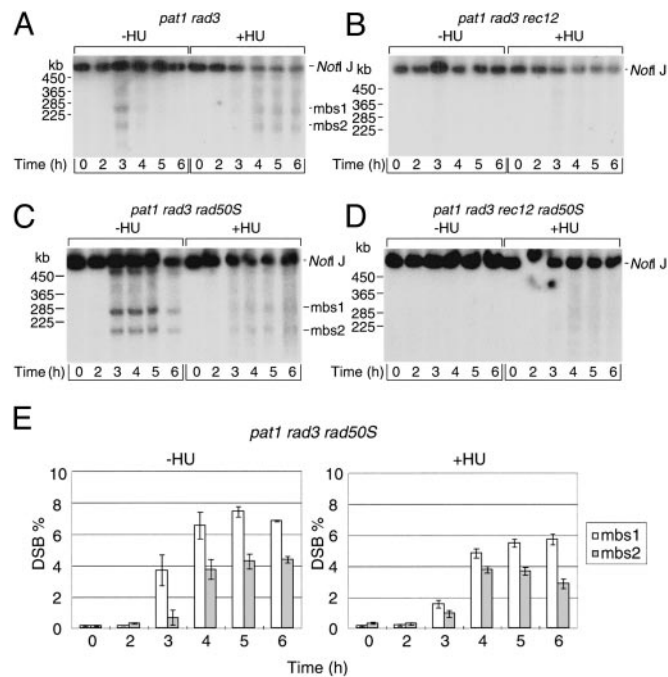 A
pat1 rad3
-HU +HU
kb
450
365
285
225
NotI J
mbs1
mbs2
Time (h) 0 2 3 4 5 6 0 2 3 4 5 6
B
pat1 rad3 rec12
-HU +HU
kb
450
365
285
225
NotI J
Time (h) 0 2 3 4 5 6 0 2 3 4 5 6
C
pat1 rad3 rad50S
-HU +HU
kb
450
365
285
225
NotI J
mbs1
mbs2
Time (h) 0 2 3 4 5 6 0 2 3 4 5 6
D
pat1 rad3 rec12 rad50S
-HU +HU
kb
450
365
285
225
NotI J
Time (h) 0 2 3 4 5 6 0 2 3 4 5 6
E
pat1 rad3 rad50S
-HU
DSB %
10
8
6
4
2
0
0 2 3 4 5 6
+HU
DSB %
10
8
6
4
2
0
0 2 3 4 5 6
Time (h)
mbs1
mbs2